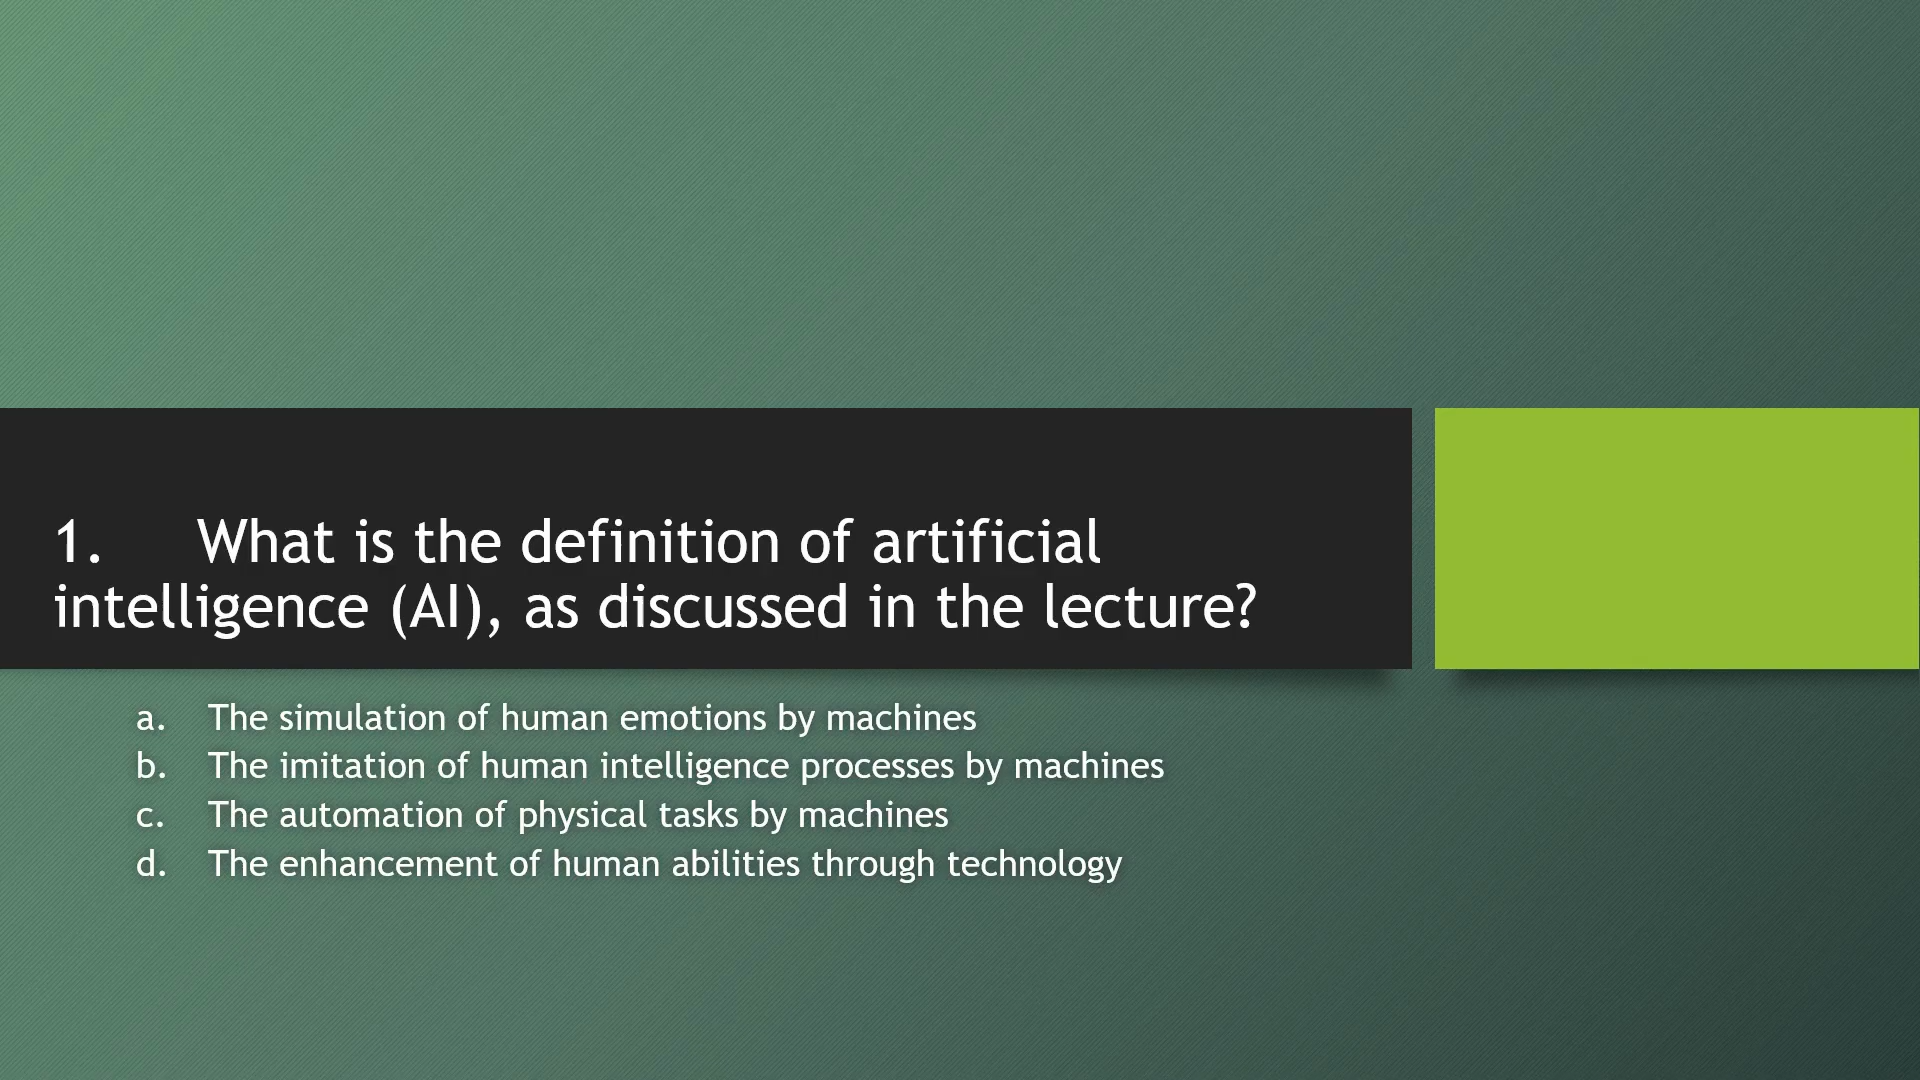 1. What is the definition of artificial
intelligence (AI), as discussed in the lecture?
a. The simulation of human emotions by machines
b. The imitation of human intelligence processes by machines
c. The automation of physical tasks by machines
d. The enhancement of human abilities through technology